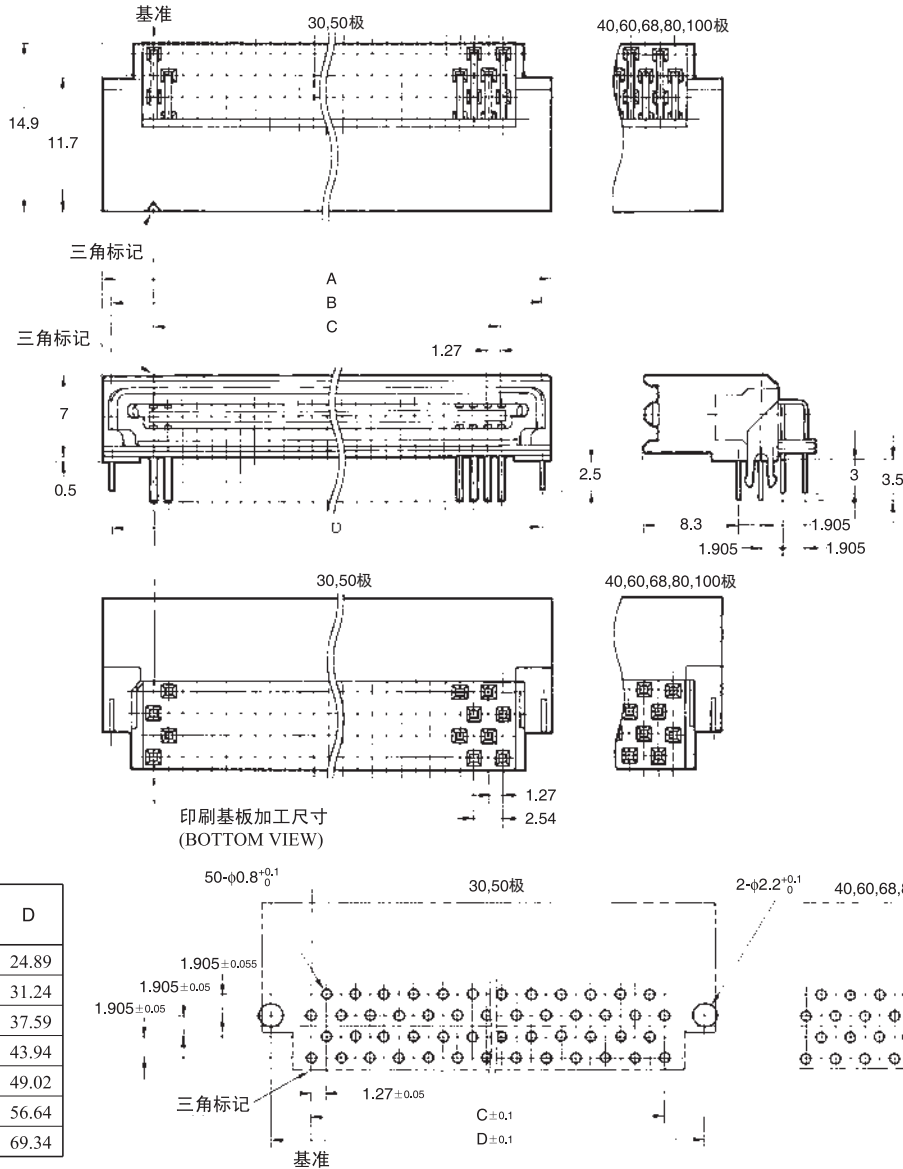 基准
30,50极
40,60,68,80,100极
14.9
11.7
三角标记
A
B
三角标记
C
1.27
7
0.5
2.5
3
3.5
D
8.3
1.905
1.905
1.905
30,50极
40,60,68,80,100极
1.27
2.54
印刷基板加工尺寸
(BOTTOM VIEW)
50-φ0.8+0.1 0
30,50极
2-φ2.2+0.1 0
40,60,68,8
D
24.89
31.24
37.59
43.94
49.02
56.64
69.34
1.905±0.055
1.905±0.05
1.905±0.05
三角标记
1.27±0.05
C±0.1
D±0.1
基准